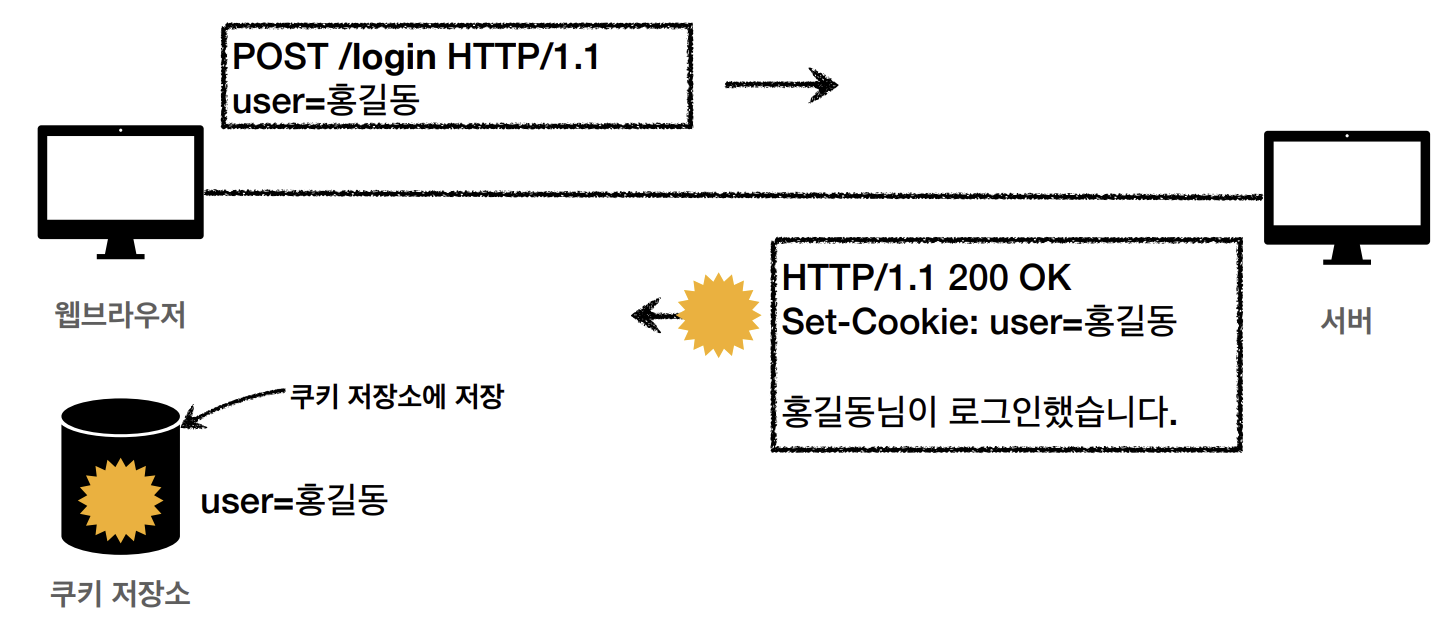 POST /login HTTP/1.1
user=홍길동
웹브라우저
HTTP/1.1 200 OK
Set-Cookie: user=홍길동
홍길동님이 로그인했습니다.
서버
쿠키 저장소에 저장
user=홍길동
쿠키 저장소